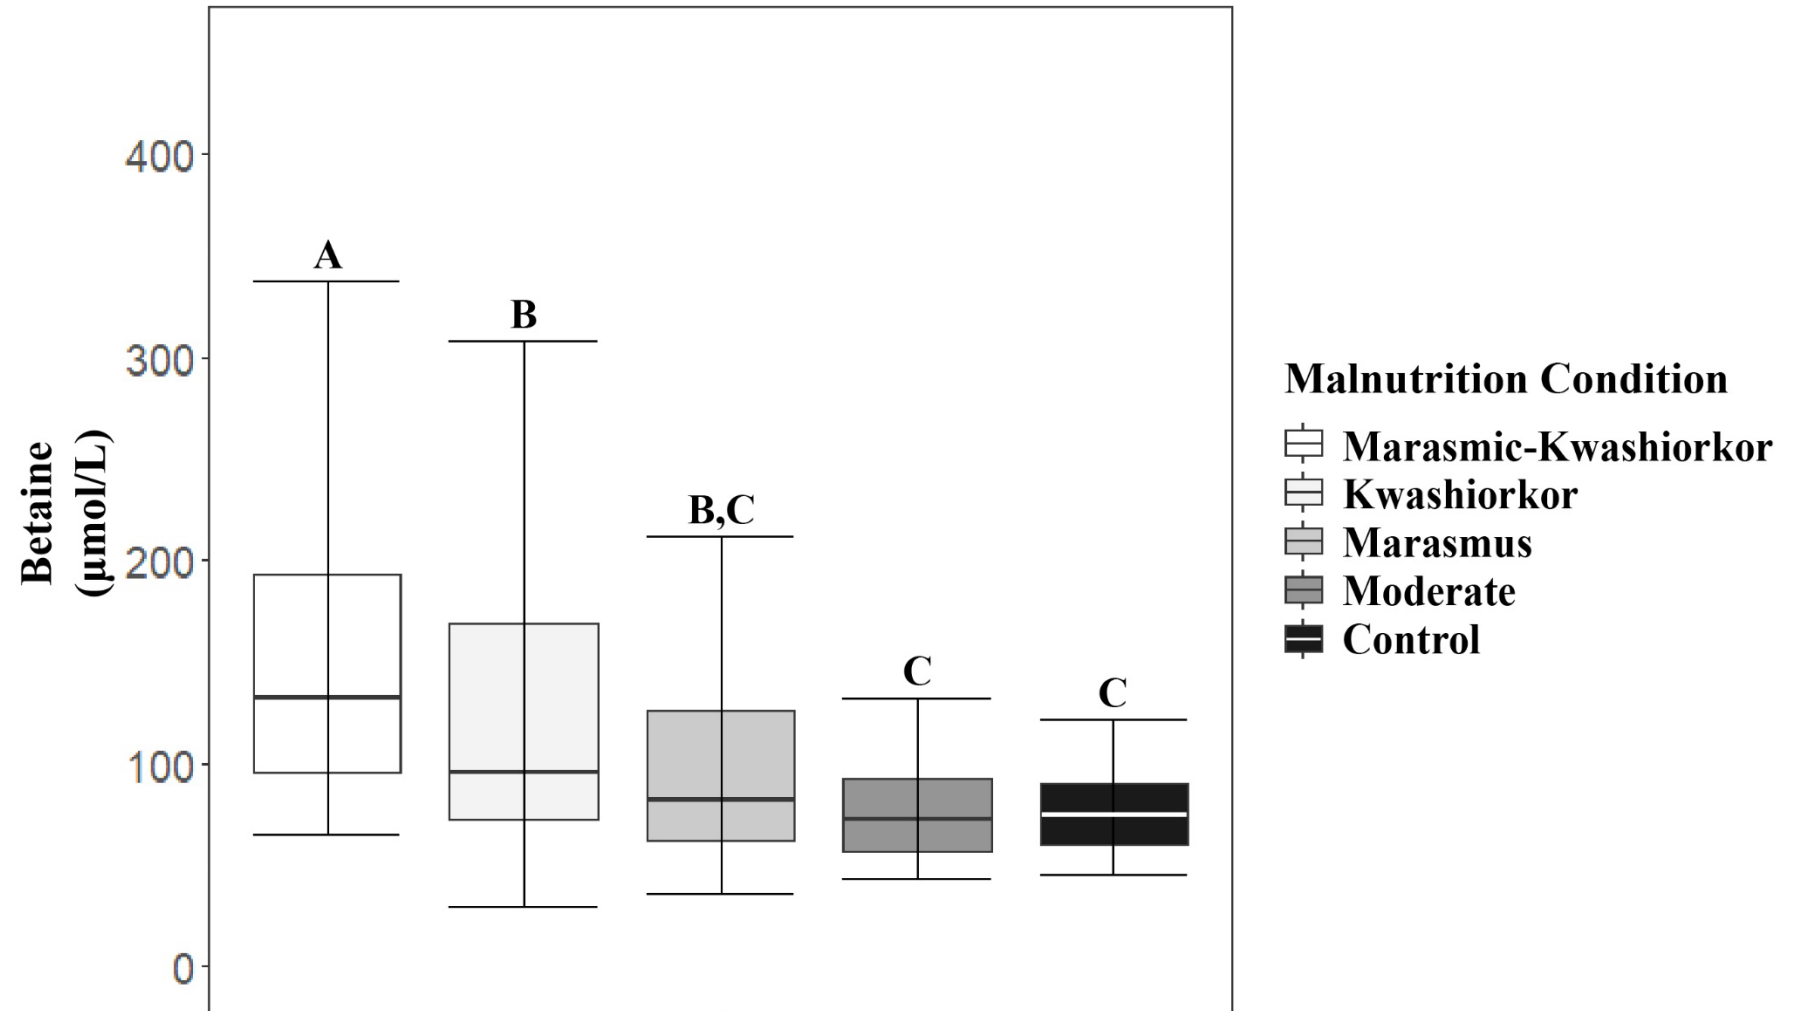 Betaine
(μmol/L)
400
300
200
100
0
A
B
B,C
C
C
Malnutrition Condition
Marasmic-Kwashiorkor
Kwashiorkor
Marasmus
Moderate
Control